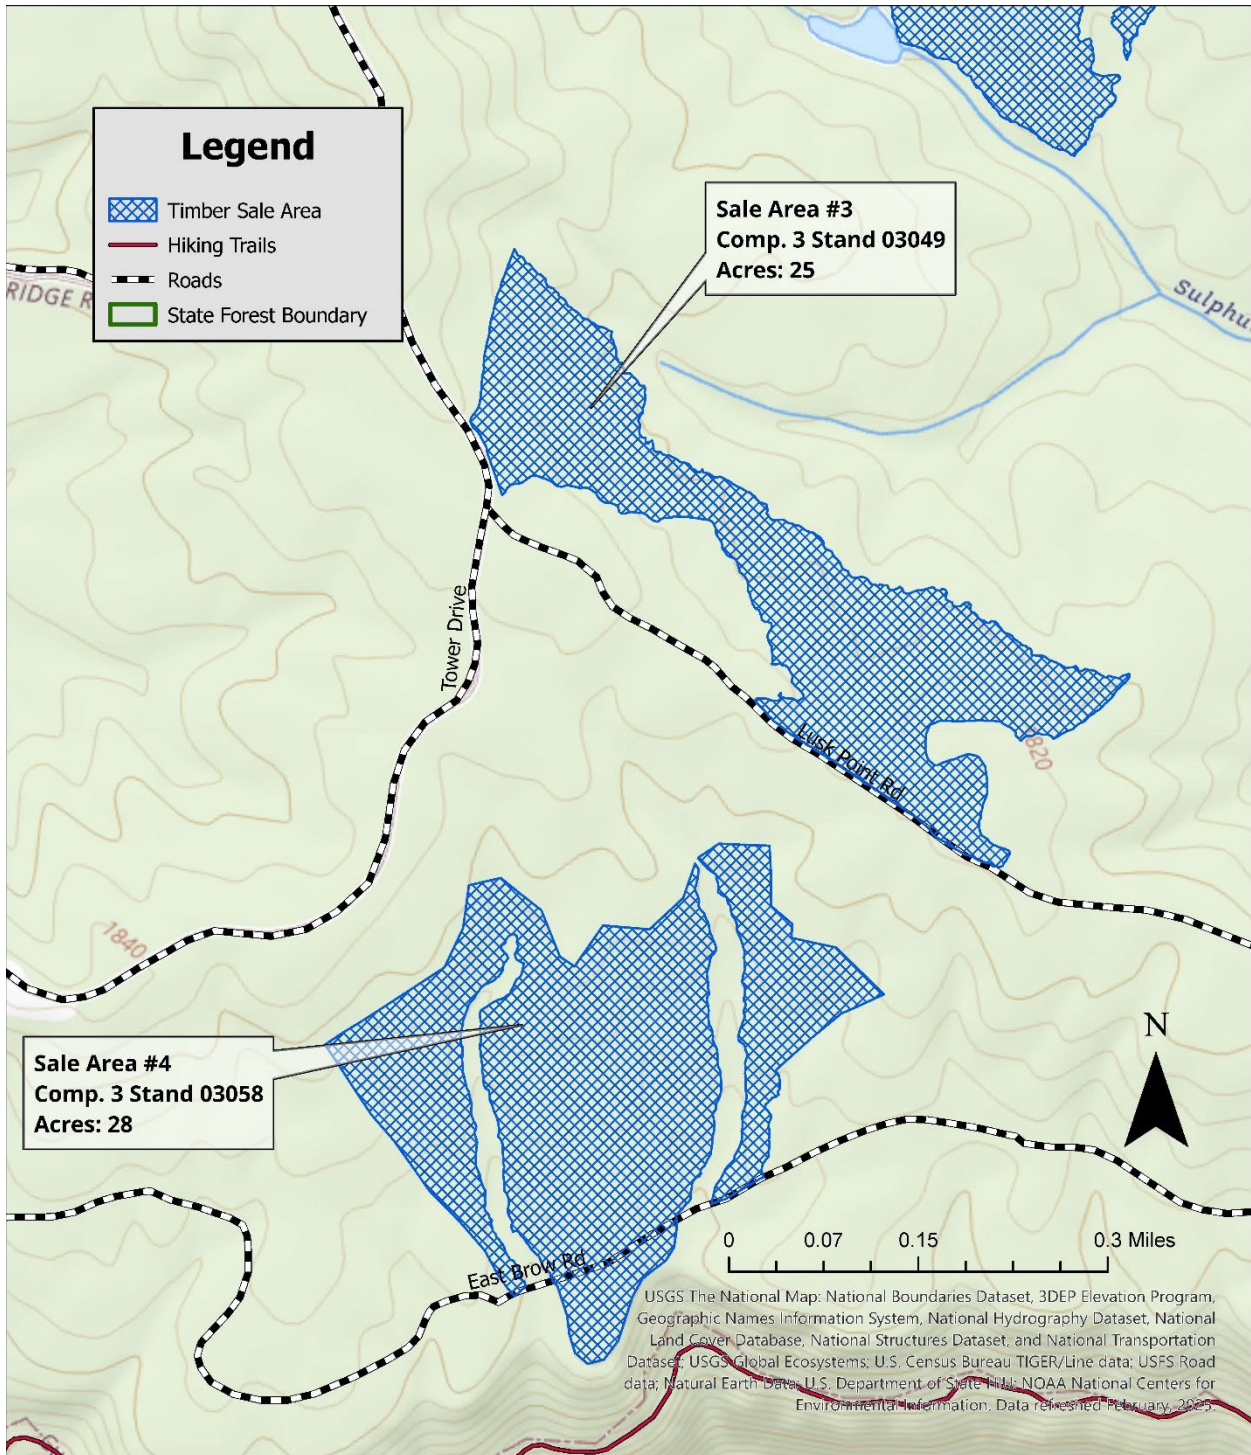 Legend
Timber Sale Area
Hiking Trails
Roads
State Forest Boundary
RIDGE R
Sale Area #3
Comp. 3 Stand 03049
Acres: 25
Sulphu
Tower Drive
Lusk Point Rd
1820
1840
Sale Area #4
Comp. 3 Stand 03058
Acres: 28
N
East Brow Rd
0 0.07 0.15 0.3 Miles
USGS The National Map: National Boundaries Dataset, 3DEP Elevation Program,
Geographic Names Information System, National Hydrography Dataset, National
Land Cover Database, National Structures Dataset, and National Transportation
Dataset; USGS Global Ecosystems; U.S. Census Bureau TIGER/Line data; USFS Road
data; Natural Earth Data; U.S. Department of State HIU; NOAA National Centers for
Environmental Information. Data refreshed February, 2025.